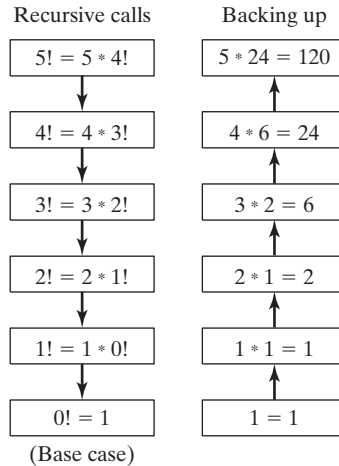 Recursive calls
5! = 5 * 4!
4! = 4 * 3!
3! = 3 * 2!
2! = 2 * 1!
1! = 1 * 0!
0! = 1
(Base case)
Backing up
5 * 24 = 120
4 * 6 = 24
3 * 2 = 6
2 * 1 = 2
1 * 1 = 1
1 = 1